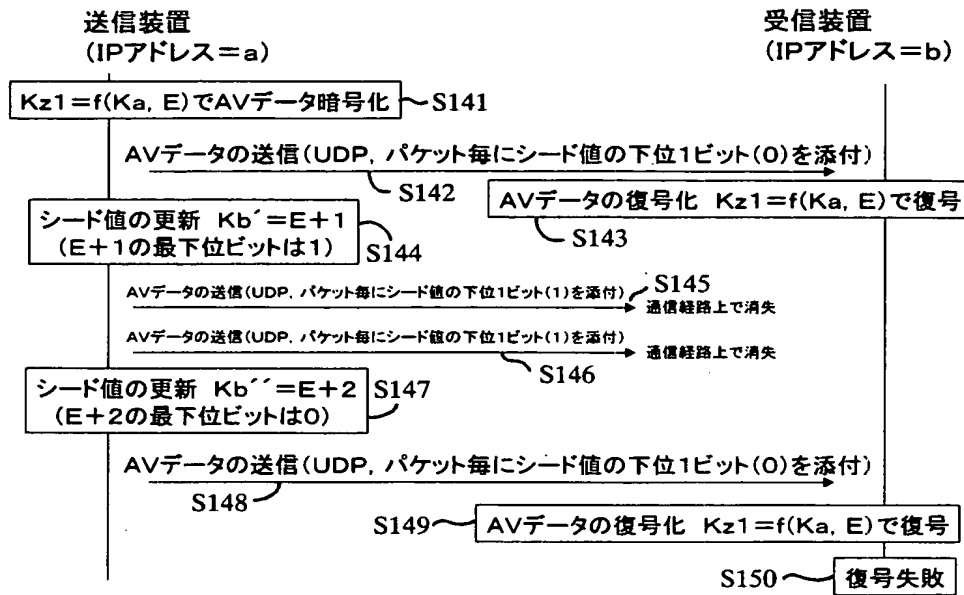 送信装置
(IPアドレス=a)
受信装置
(IPアドレス=b)
Kz1=f(Ka, E)でAVデータ暗号化
S141
AVデータの送信(UDP, パケット毎にシード値の下位1ビット(0)を添付)
S142
AVデータの復号化 Kz1=f(Ka, E)で復号
S143
シード値の更新 Kb´=E+1
(E+1の最下位ビットは1)
S144
S145
AVデータの送信(UDP, パケット毎にシード値の下位1ビット(1)を添付)
通信経路上で消失
AVデータの送信(UDP, パケット毎にシード値の下位1ビット(1)を添付)
通信経路上で消失
S146
シード値の更新 Kb´´=E+2
(E+2の最下位ビットは0)
S147
AVデータの送信(UDP, パケット毎にシード値の下位1ビット(0)を添付)
S148
S149
AVデータの復号化 Kz1=f(Ka, E)で復号
S150
復号失敗